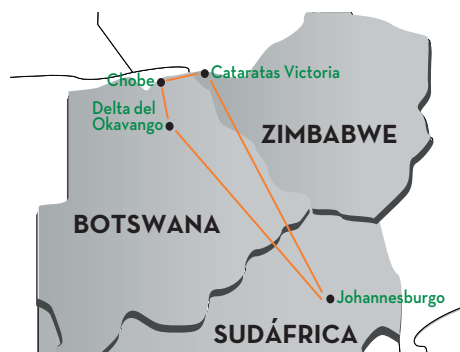 Cataratas Victoria
Chobe
Delta del
Okavango
ZIMBABWE
BOTSWANA
Johannesburgo
SUDÁFRICA